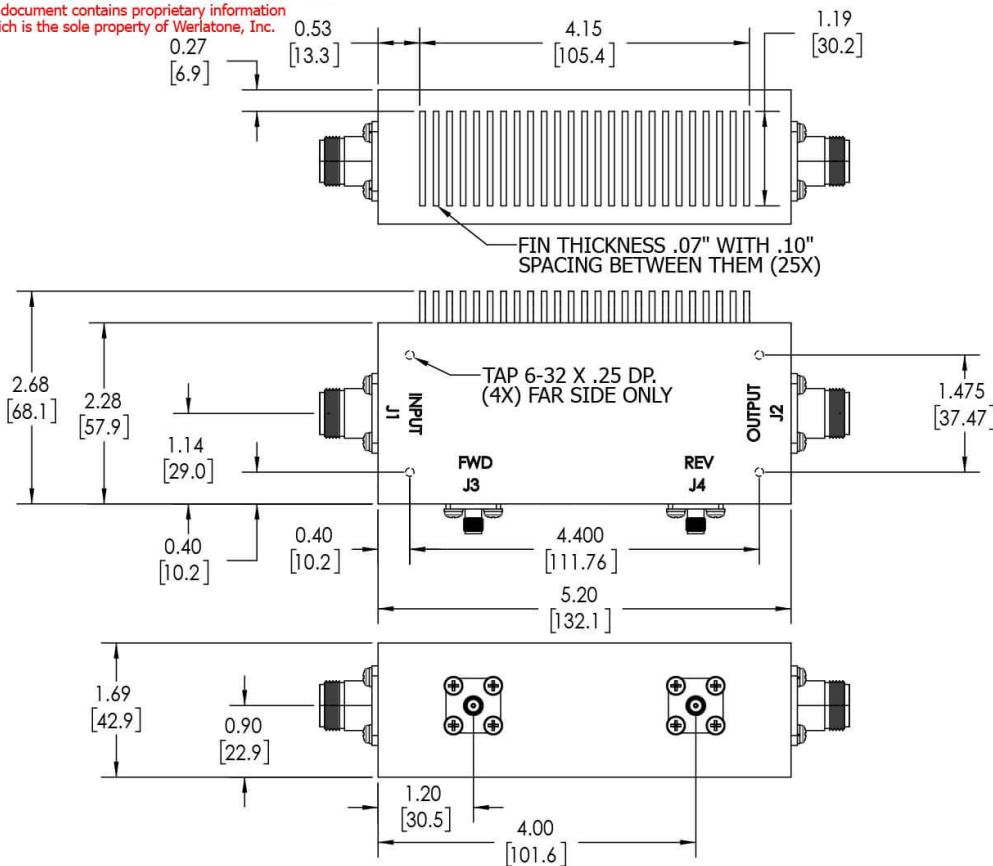 document contains proprietary information
ich is the sole property of Werlatone, Inc.
0.27
[6.9]
0.53
[13.3]
4.15
[105.4]
1.19
[30.2]
FIN THICKNESS .07" WITH .10"
SPACING BETWEEN THEM (25X)
2.68
[68.1]
2.28
[57.9]
1.14
[29.0]
0.40
[10.2]
TAP 6-32 X .25 DP.
(4X) FAR SIDE ONLY
INPUT
J1
OUTPUT
J2
FWD
J3
REV
J4
1.475
[37.47]
0.40
[10.2]
4.400
[111.76]
5.20
[132.1]
1.69
[42.9]
0.90
[22.9]
1.20
[30.5]
4.00
[101.6]